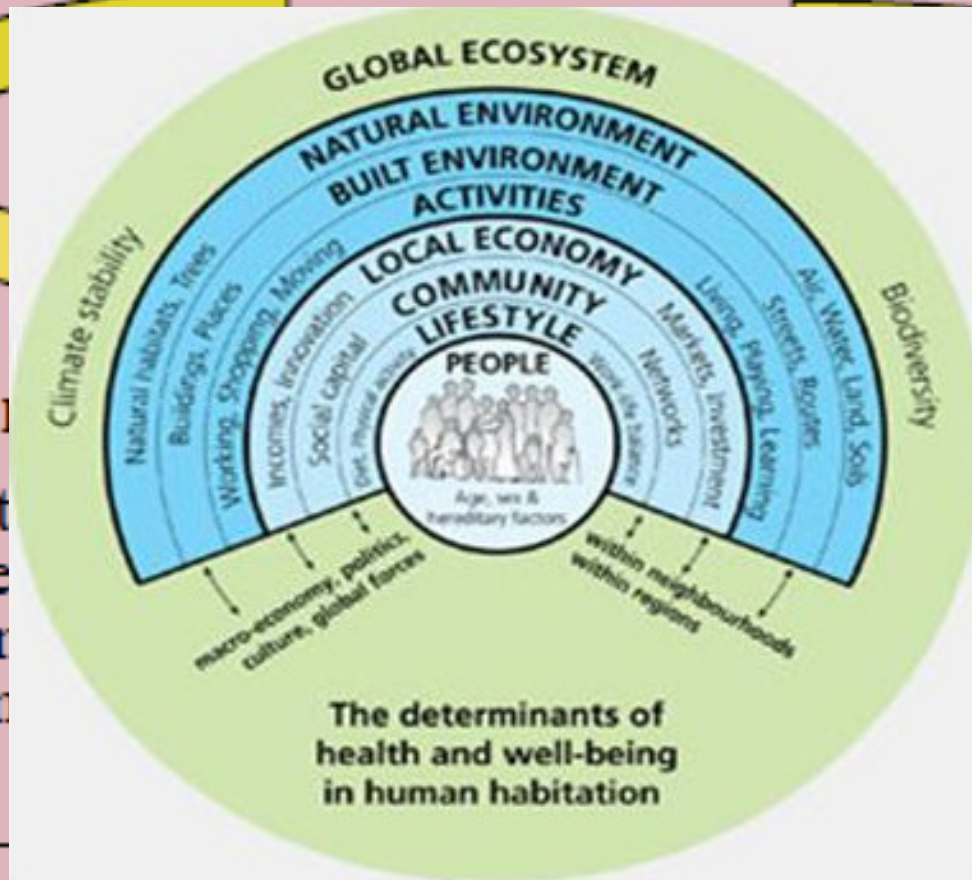 GLOBAL ECOSYSTEM
NATURAL ENVIRONMENT
BUILT ENVIRONMENT
ACTIVITIES
LOCAL ECONOMY
COMMUNITY
LIFESTYLE
PEOPLE
Age, sex &
hereditary factors
Climate stability
Natural habitats, Trees
Buildings, Places
Working, Shopping, Moving
Incomes, Innovation
Social capital
Diet, Physical activity
Work-life balance
Networks
Markets, Investment
Living, Playing, Learning
Streets, Routes
Air, Water, Land, Soils
Biodiversity
macro-economy, politics,
culture, global forces
within neighbourhoods
within regions
The determinants of
health and well-being
in human habitation